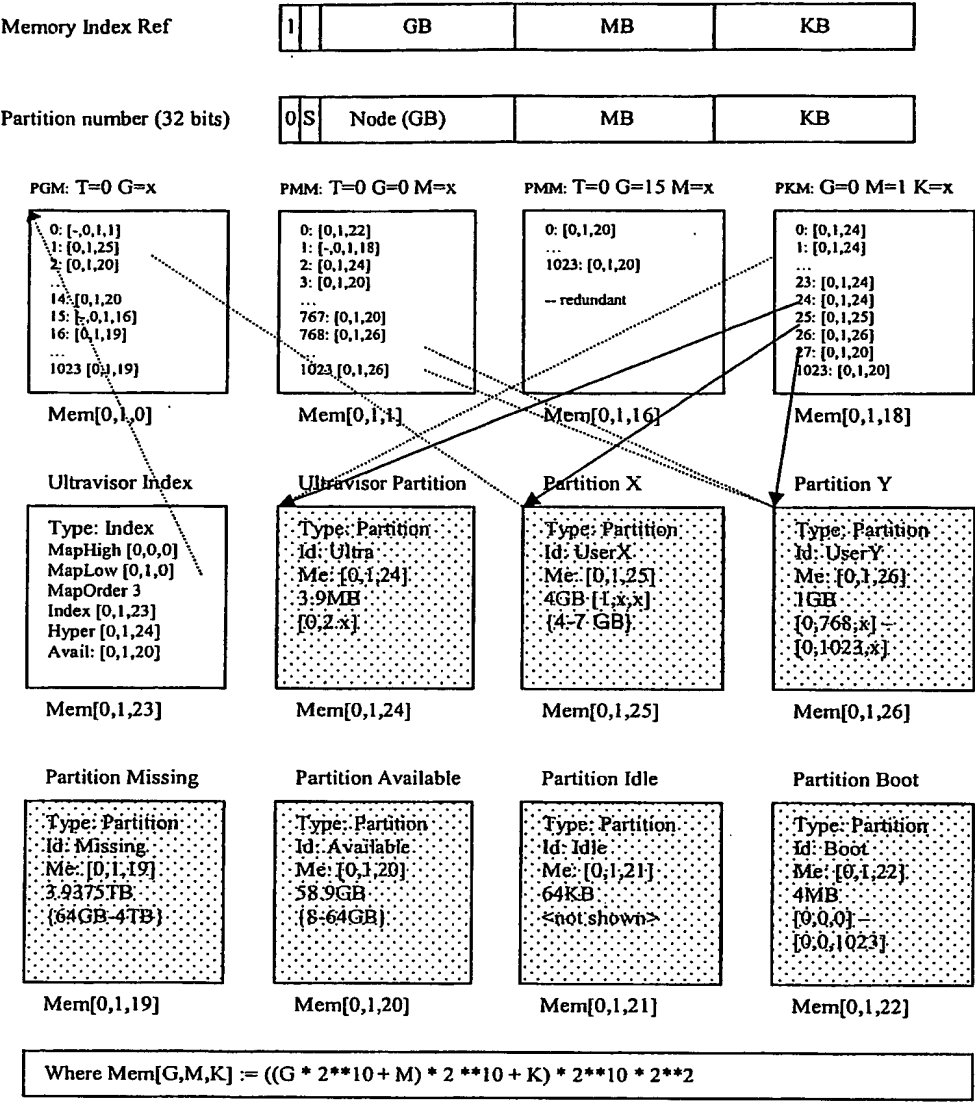 Memory Index Ref 1 GB MB KB
Partition number (32 bits) 0 S Node (GB) MB KB
PGM: T=0 G=x
0: [-,0,1,1]
1: [0,1,25]
2: [0,1,20]
...
14: [0,1,20
15: [-,0,1,16]
16: [0,1,19]
...
1023 [0,1,19]
Mem[0,1,0]
PMM: T=0 G=0 M=x
0: [0,1,22]
1: [-,0,1,18]
2: [0,1,24]
3: [0,1,20]
...
767: [0,1,20]
768: [0,1,26]
...
1023 [0,1,26]
Mem[0,1,1]
PMM: T=0 G=15 M=x
0: [0,1,20]
...
1023: [0,1,20]
-- redundant
Mem[0,1,16]
PKM: G=0 M=1 K=x
0: [0,1,24]
1: [0,1,24]
...
23: [0,1,24]
24: [0,1,24]
25: [0,1,25]
26: [0,1,26]
27: [0,1,20]
1023: [0,1,20]
Mem[0,1,18]
Ultravisor Index
Type: Index
MapHigh [0,0,0]
MapLow [0,1,0]
MapOrder 3
Index [0,1,23]
Hyper [0,1,24]
Avail: [0,1,20]
Mem[0,1,23]
Ultravisor Partition
Type: Partition
Id: Ultra
Me: [0,1,24]
3.9MB
[0,2.x]
Mem[0,1,24]
Partition X
Type: Partition
Id: UserX
Me: [0,1,25]
4GB [1,x,x]
{4-7 GB}
Mem[0,1,25]
Partition Y
Type: Partition
Id: UserY
Me: [0,1,26]
1GB
[0,768,x] –
[0,1023,x]
Mem[0,1,26]
Partition Missing
Type: Partition
Id: Missing
Me: [0,1,19]
3.9375TB
{64GB-4TB}
Mem[0,1,19]
Partition Available
Type: Partition
Id: Available
Me: [0,1,20]
58.9GB
{8-64GB}
Mem[0,1,20]
Partition Idle
Type: Partition
Id: Idle
Me: [0,1,21]
64KB
<not shown>
Mem[0,1,21]
Partition Boot
Type: Partition
Id: Boot
Me: [0,1,22]
4MB
[0,0,0] –
[0,0,1023]
Mem[0,1,22]
Where Mem[G,M,K] := ((G * 2**10 + M) * 2 **10 + K) * 2**10 * 2**2